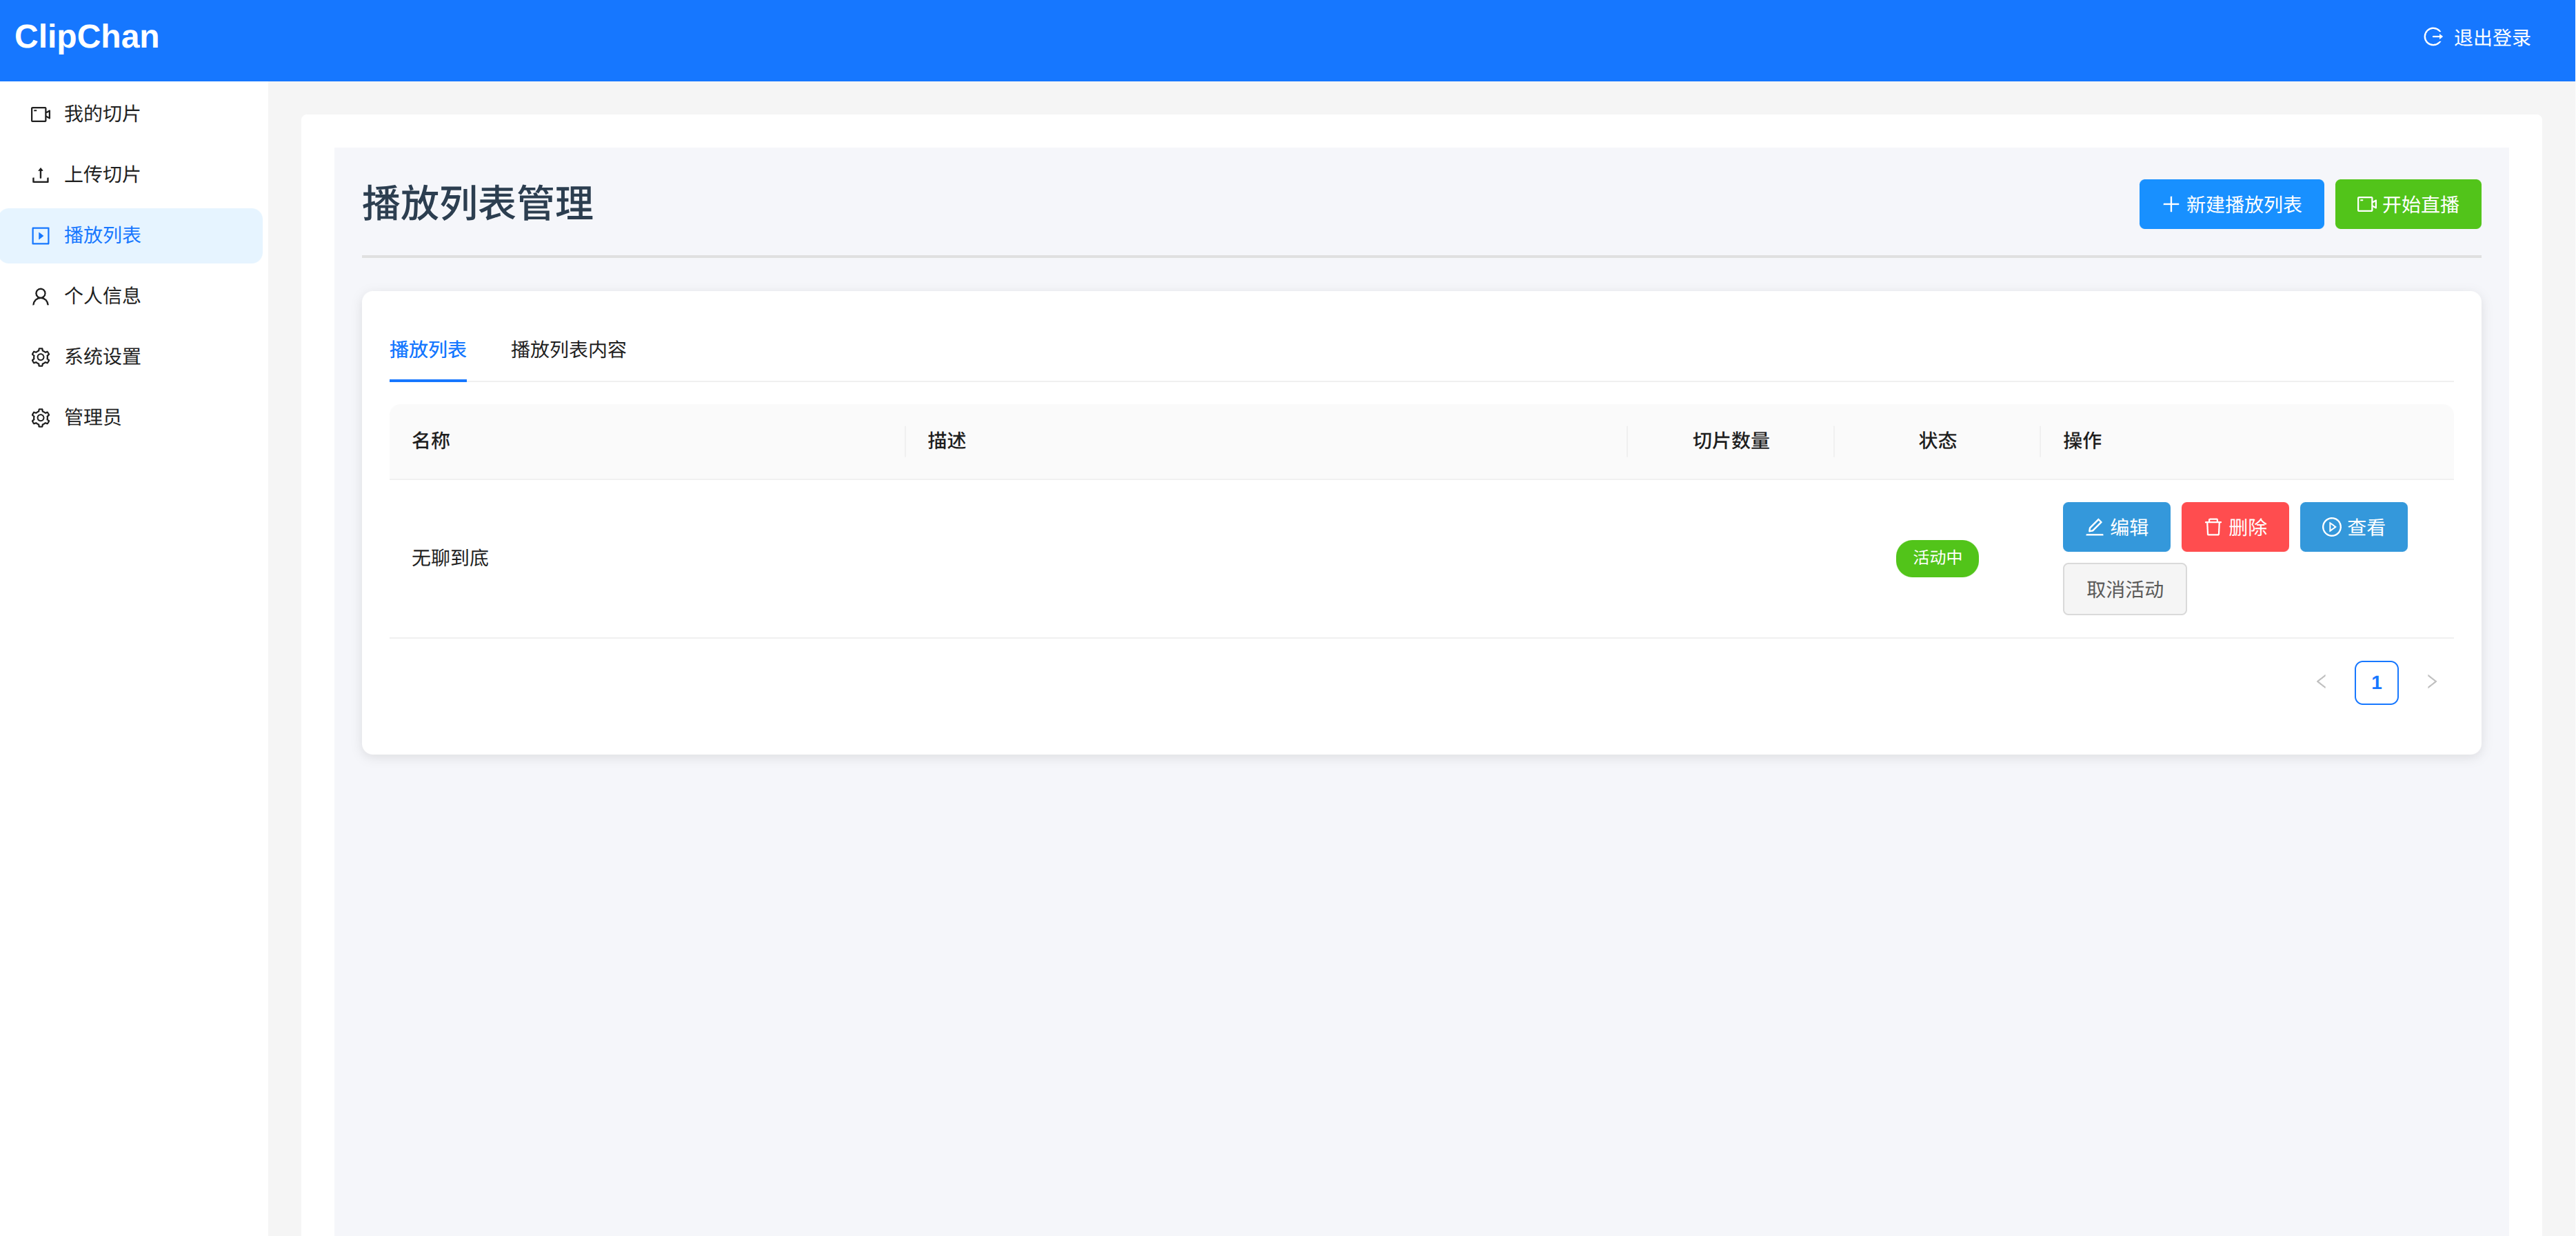 ClipChan
退出登录
我的切片
上传切片
播放列表
个人信息
系统设置
管理员
播放列表管理
新建播放列表
开始直播
播放列表
播放列表内容
名称
描述
切片数量
状态
操作
无聊到底
活动中
编辑
删除
查看
取消活动
1